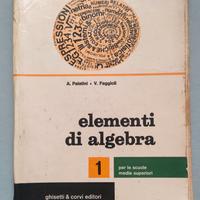 A. Palatini - V. Faggioli
elementi
di algebra
1
per le scuole
medie superiori
ghisetti & corvi editori